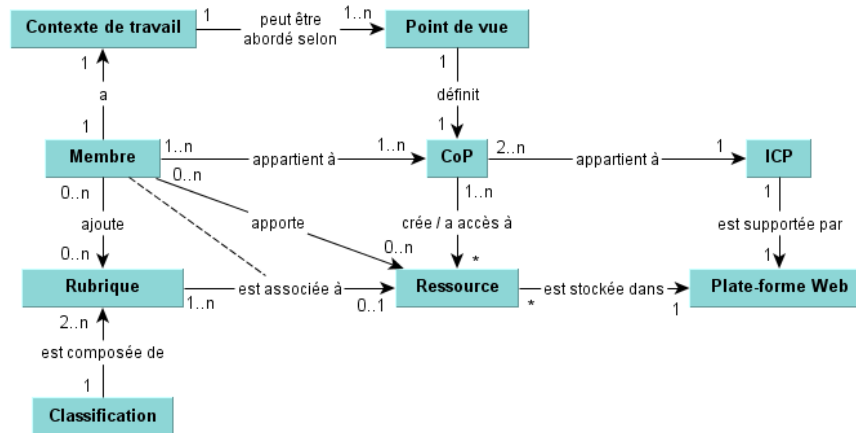 Contexte de travail
1
peut être
abordé selon
1..n
Point de vue
1
a
1
1
définit
1
Membre
1..n
appartient à
1..n
CoP
2..n
appartient à
1
ICP
0..n
0..n
ajoute
0..n
apporte
0..n
1..n
crée / a accès à
*
1
est supportée par
1
Rubrique
1..n
est associée à
0..1
Ressource
*
est stockée dans
1
Plate-forme Web
2..n
est composée de
1
Classification